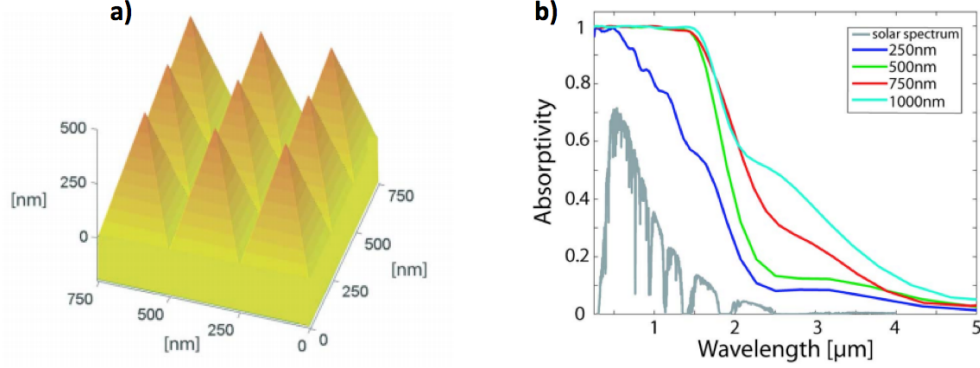 a)
500
250
0
[nm]
750
500
250
0
[nm]
0
250
500
750
[nm]
b)
1
0.8
0.6
0.4
0.2
0
Absorptivity
solar spectrum
250nm
500nm
750nm
1000nm
1
2
3
4
5
Wavelength [μm]